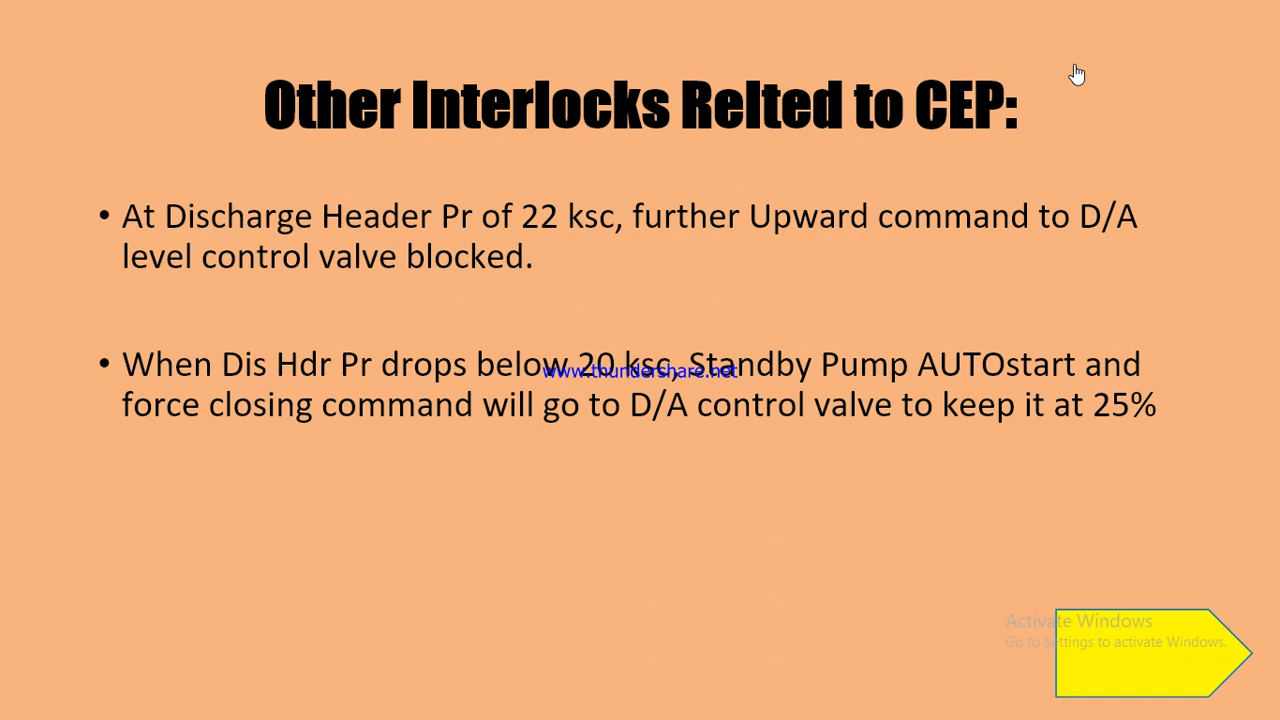 Other Interlocks Relted to CEP:
• At Discharge Header Pr of 22 ksc, further Upward command to D/A
level control valve blocked.
• When Dis Hdr Pr drops below 20 ksc, Standby Pump AUTOstart and
www.thundershare.net
force closing command will go to D/A control valve to keep it at 25%
Activate Windows
Go to Settings to activate Windows.